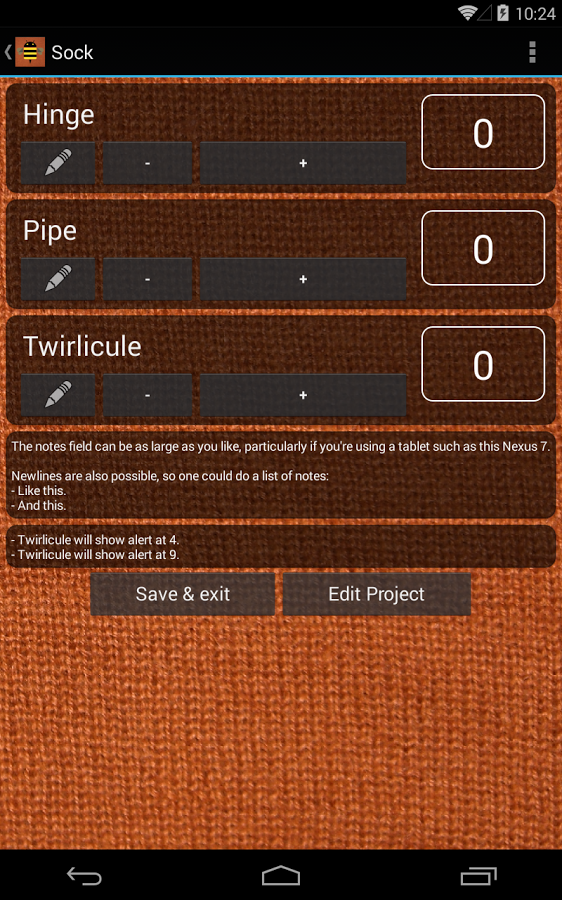 10:24
Sock
Hinge
0
-
+
Pipe
0
-
+
Twirlicule
0
-
+
The notes field can be as large as you like, particularly if you're using a tablet such as this Nexus 7.
Newlines are also possible, so one could do a list of notes:
- Like this.
- And this.
- Twirlicule will show alert at 4.
- Twirlicule will show alert at 9.
Save & exit
Edit Project